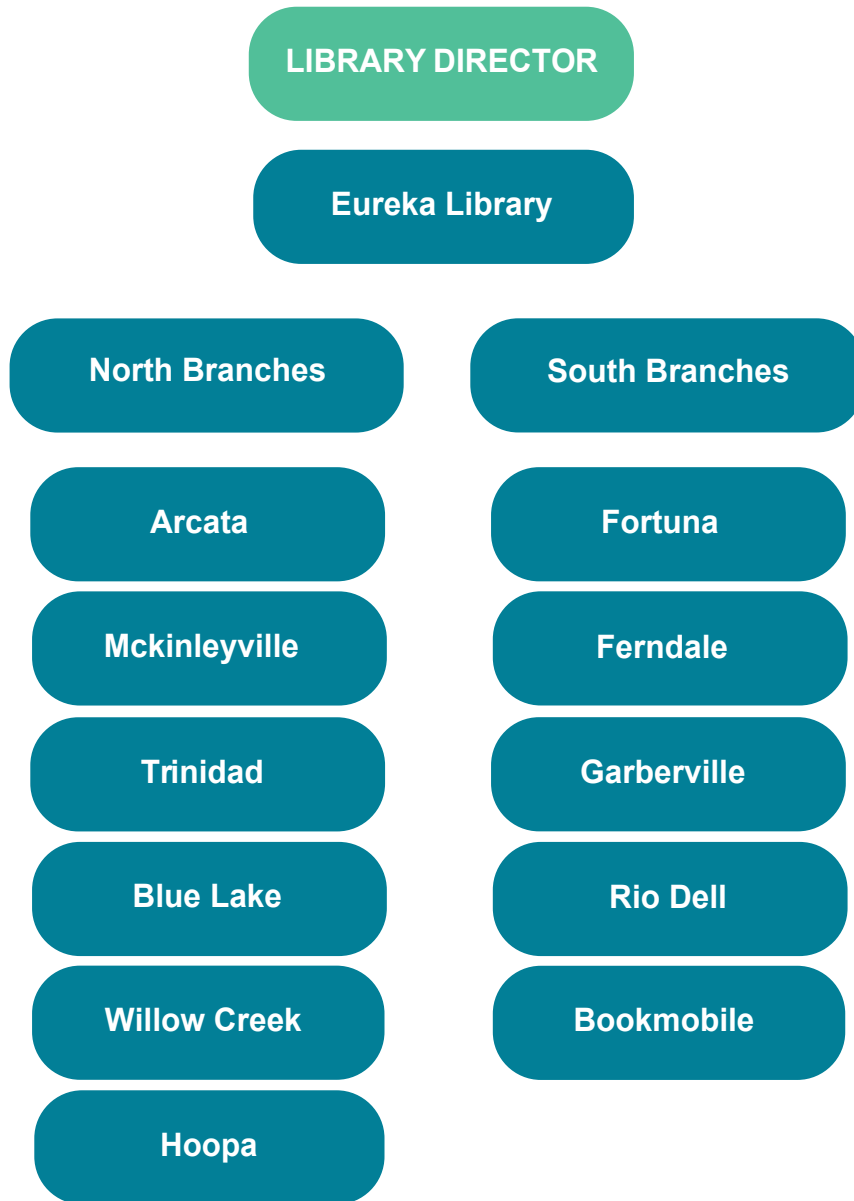 LIBRARY DIRECTOR
Eureka Library
North Branches
South Branches
Arcata
Fortuna
Mckinleyville
Ferndale
Trinidad
Garberville
Blue Lake
Rio Dell
Willow Creek
Bookmobile
Hoopa